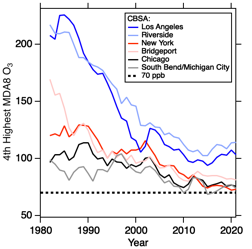 CBSA:
Los Angeles
Riverside
New York
Bridgeport
Chicago
South Bend/Michigan City
70 ppb
4th Highest MDA8 O3
200
150
100
50
1980
1990
2000
2010
2020
Year